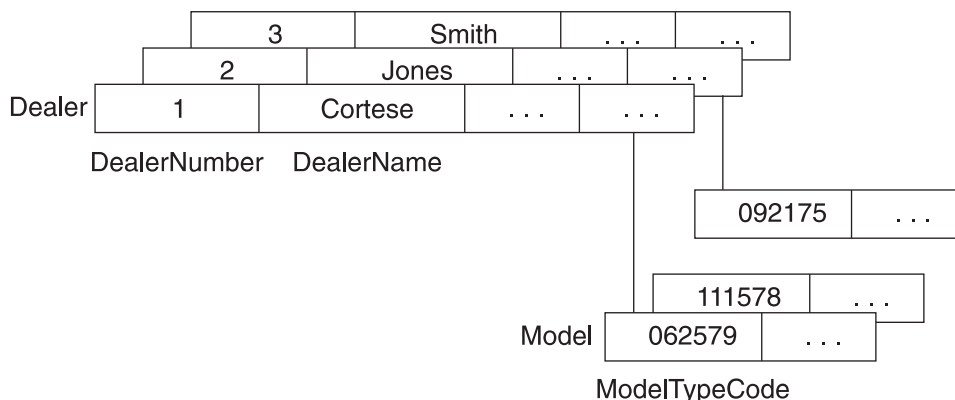 3 Smith . . . . . .
2 Jones . . . . . .
Dealer 1 Cortese . . . . . .
DealerNumber DealerName
092175 . . .
111578 . . .
Model 062579 . . .
ModelTypeCode